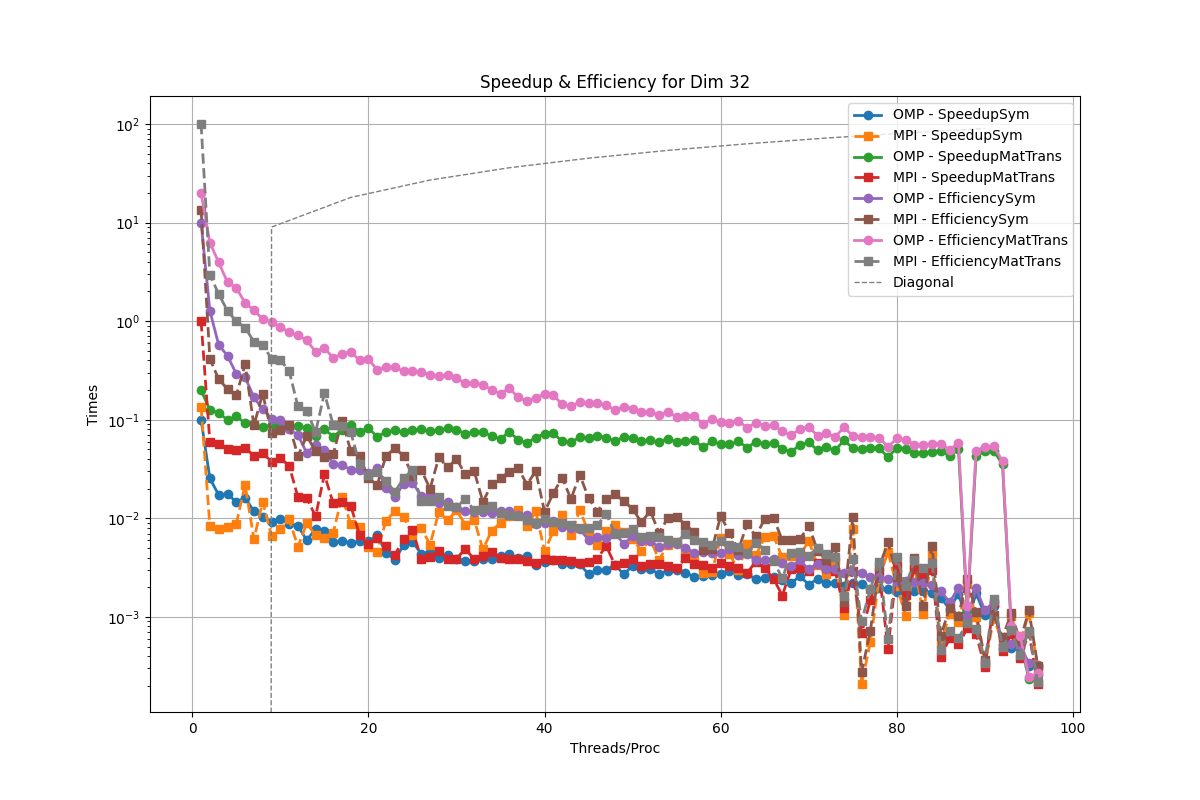 Speedup & Efficiency for Dim 32
OMP - SpeedupSym
MPI - SpeedupSym
OMP - SpeedupMatTrans
MPI - SpeedupMatTrans
OMP - EfficiencySym
MPI - EfficiencySym
OMP - EfficiencyMatTrans
MPI - EfficiencyMatTrans
Diagonal
Times
10²
10¹
10⁰
10⁻¹
10⁻²
10⁻³
0 20 40 60 80 100
Threads/Proc